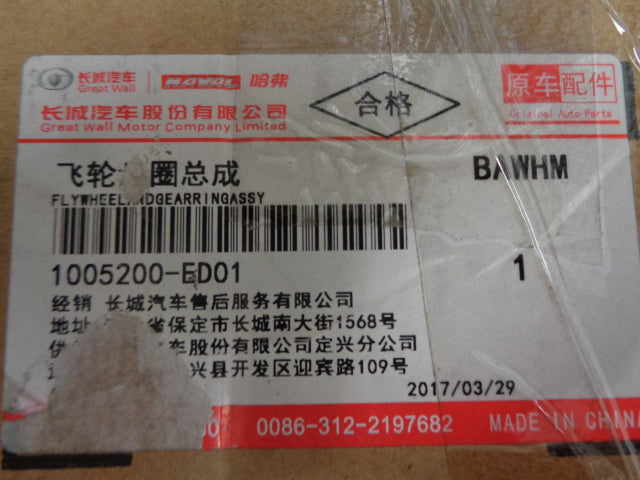 长城汽车 HAVAL 哈弗
Great Wall
长城汽车股份有限公司
Great Wall Motor Company Limited
合格
原车配件
Original Auto Parts
飞轮 圈总成
BAWHM
FLYWHEELANDGEARRINGASSY
1005200-ED01
1
经销 长城汽车售后服务有限公司
地址 省保定市长城南大街1568号
供 车股份有限公司定兴分公司
兴县开发区迎宾路109号
2017/03/29
0086-312-2197682 MADE IN CHINA